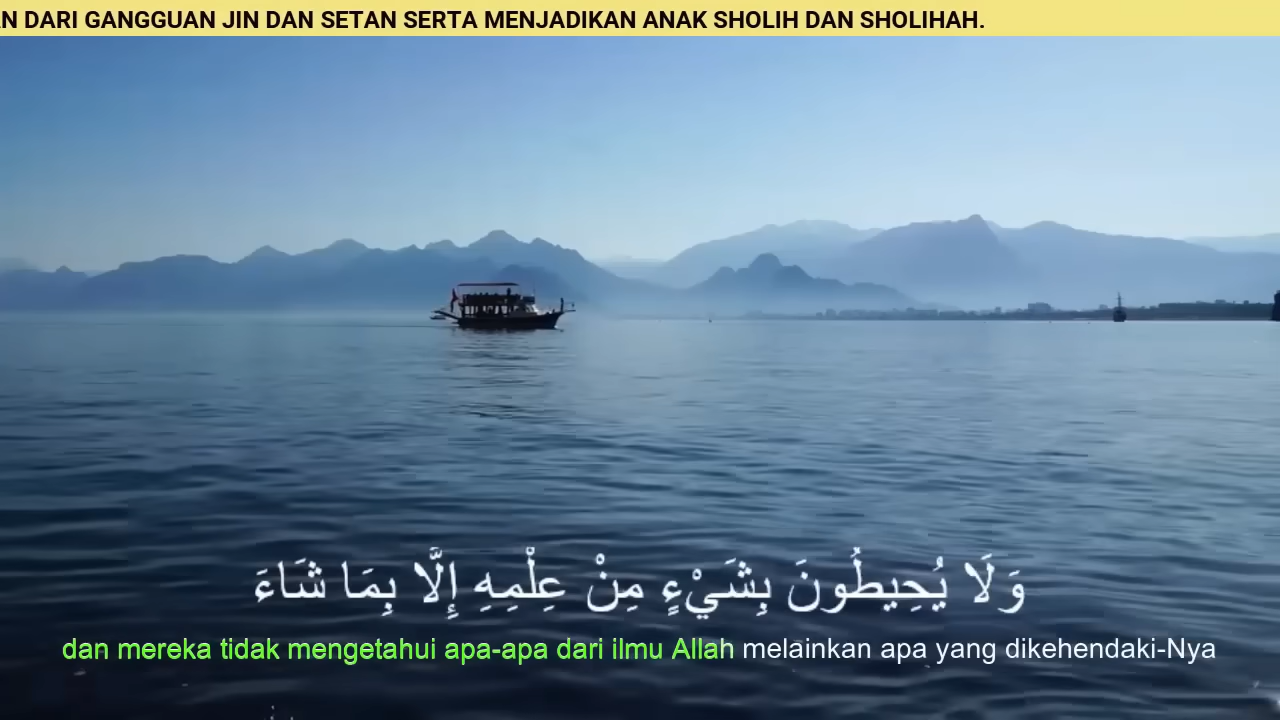 N DARI GANGGUAN JIN DAN SETAN SERTA MENJADIKAN ANAK SHOLIH DAN SHOLIHAH.
وَلَا يُحِيطُونَ بِشَيْءٍ مِنْ عِلْمِهِ إِلَّا بِمَا شَاءَ
dan mereka tidak mengetahui apa-apa dari ilmu Allah melainkan apa yang dikehendaki-Nya